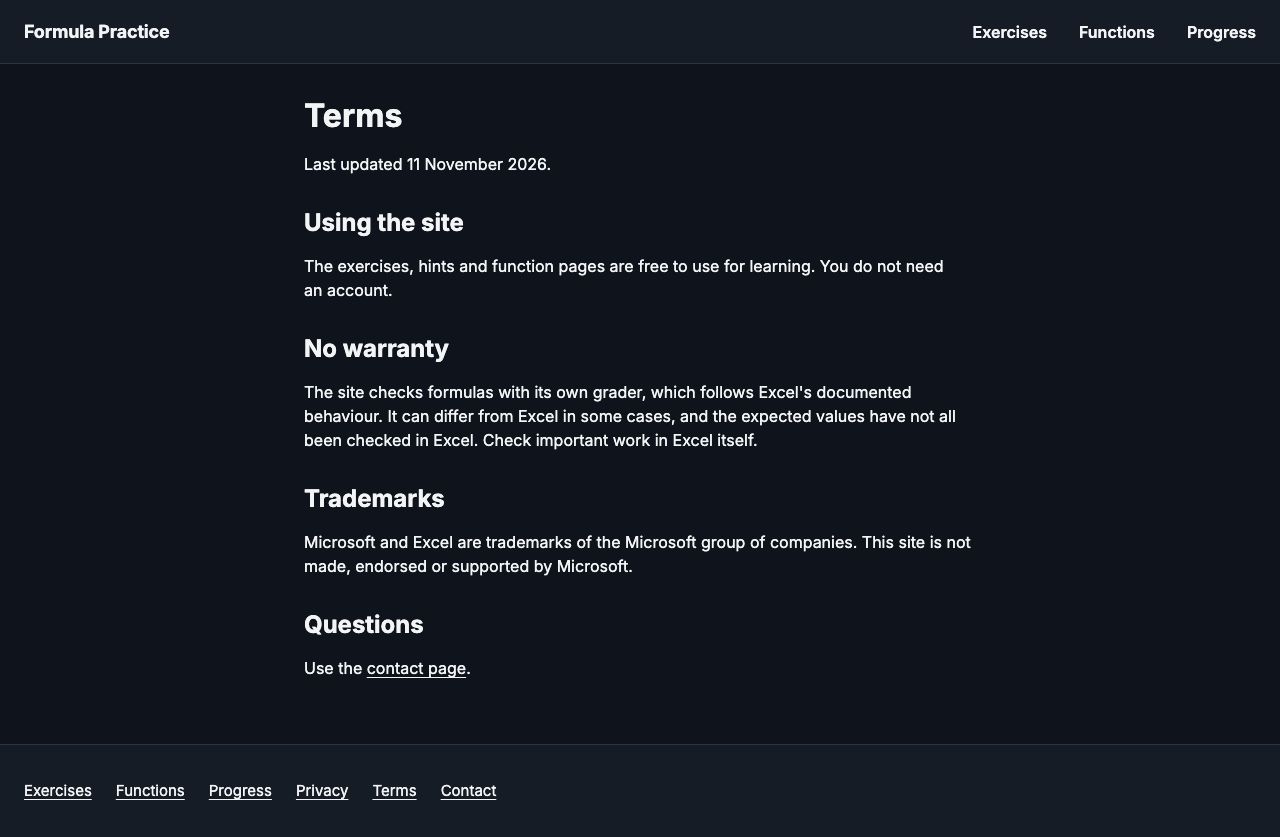 Formula Practice
Exercises
Functions
Progress
Terms
Last updated 11 November 2026.
Using the site
The exercises, hints and function pages are free to use for learning. You do not need
an account.
No warranty
The site checks formulas with its own grader, which follows Excel's documented
behaviour. It can differ from Excel in some cases, and the expected values have not all
been checked in Excel. Check important work in Excel itself.
Trademarks
Microsoft and Excel are trademarks of the Microsoft group of companies. This site is not
made, endorsed or supported by Microsoft.
Questions
Use the contact page.
Exercises
Functions
Progress
Privacy
Terms
Contact